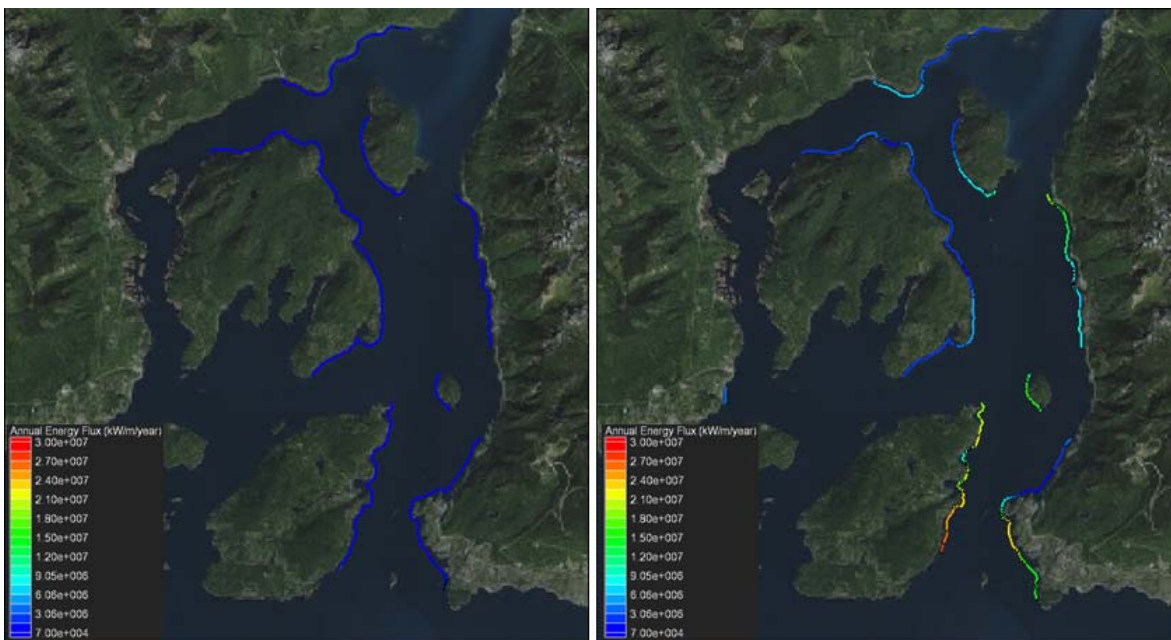 Annual Energy Flux (kW/m/year)
3.00e+007
2.70e+007
2.40e+007
2.10e+007
1.80e+007
1.50e+007
1.20e+007
9.05e+006
6.06e+006
3.06e+006
7.00e+004
Annual Energy Flux (kW/m/year)
3.00e+007
2.70e+007
2.40e+007
2.10e+007
1.80e+007
1.50e+007
1.20e+007
9.05e+006
6.06e+006
3.06e+006
7.00e+004